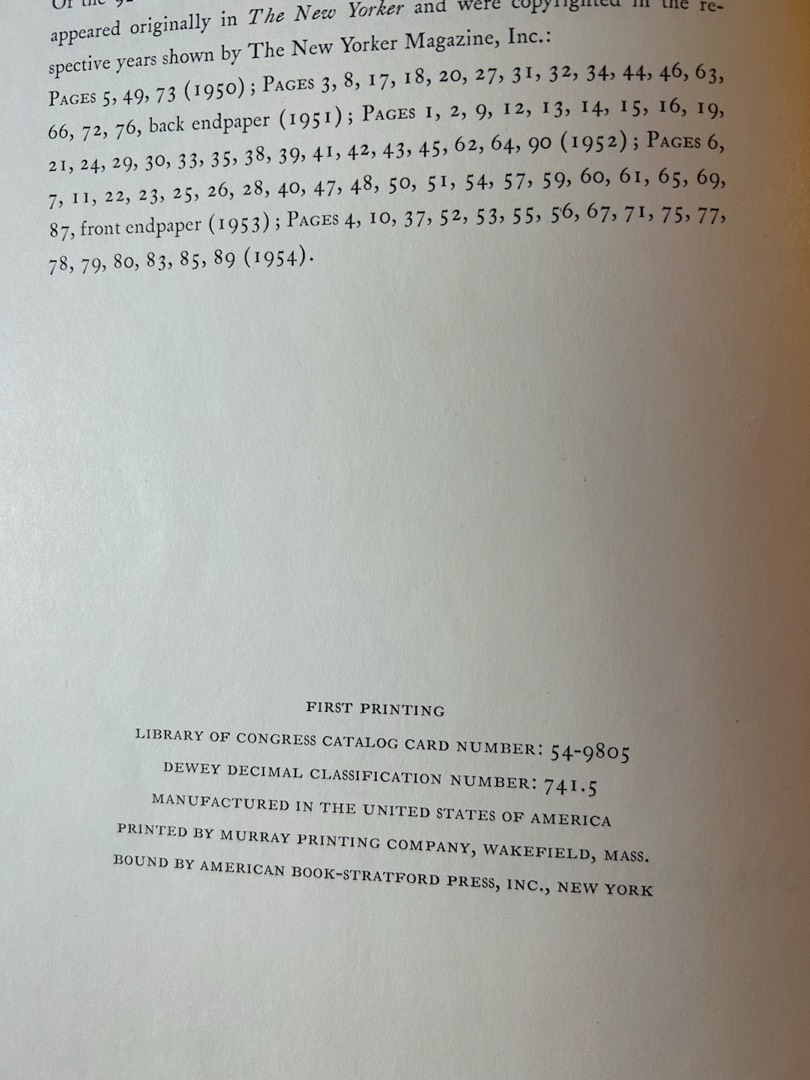 Of the
appeared originally in The New Yorker and were copyrighted in the re-
spective years shown by The New Yorker Magazine, Inc.:
PAGES 5, 49, 73 (1950); PAGES 3, 8, 17, 18, 20, 27, 31, 32, 34, 44, 46, 63,
66, 72, 76, back endpaper (1951); PAGES 1, 2, 9, 12, 13, 14, 15, 16, 19,
21, 24, 29, 30, 33, 35, 38, 39, 41, 42, 43, 45, 62, 64, 90 (1952); PAGES 6,
7, 11, 22, 23, 25, 26, 28, 40, 47, 48, 50, 51, 54, 57, 59, 60, 61, 65, 69,
87, front endpaper (1953); PAGES 4, 10, 37, 52, 53, 55, 56, 67, 71, 75, 77,
78, 79, 80, 83, 85, 89 (1954).
FIRST PRINTING
LIBRARY OF CONGRESS CATALOG CARD NUMBER: 54-9805
DEWEY DECIMAL CLASSIFICATION NUMBER: 741.5
MANUFACTURED IN THE UNITED STATES OF AMERICA
PRINTED BY MURRAY PRINTING COMPANY, WAKEFIELD, MASS.
BOUND BY AMERICAN BOOK-STRATFORD PRESS, INC., NEW YORK